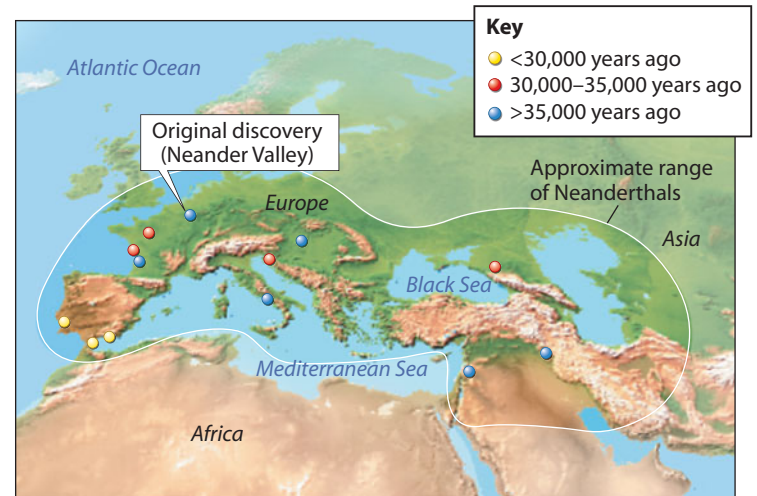 Key
<30,000 years ago
30,000–35,000 years ago
>35,000 years ago
Atlantic Ocean
Original discovery
(Neander Valley)
Approximate range
of Neanderthals
Europe
Asia
Black Sea
Mediterranean Sea
Africa